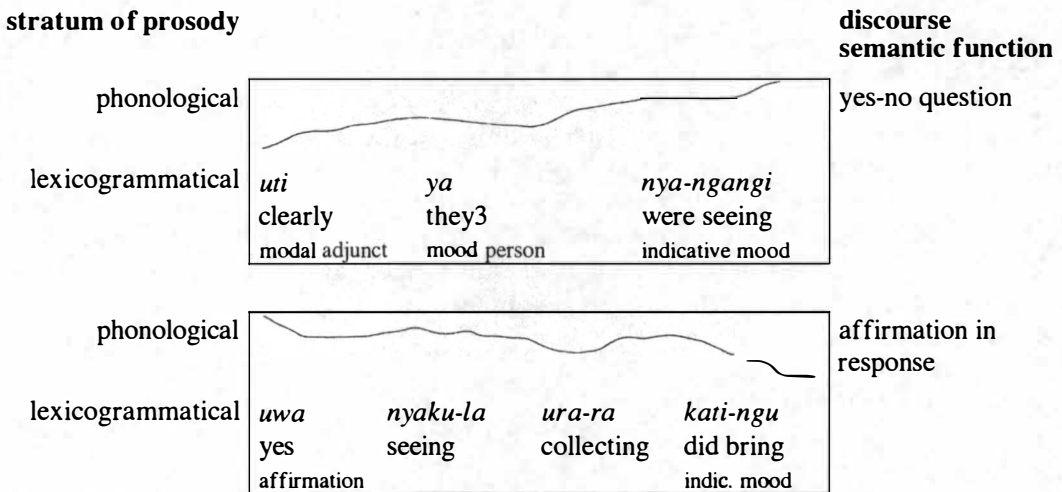 stratum of prosody discourse
semantic function
phonological yes-no question
lexicogrammatical uti ya nya-ngangi
clearly they3 were seeing
modal adjunct mood person indicative mood
phonological affirmation in
response
lexicogrammatical uwa nyaku-la ura-ra kati-ngu
yes seeing collecting did bring
affirmation indic. mood